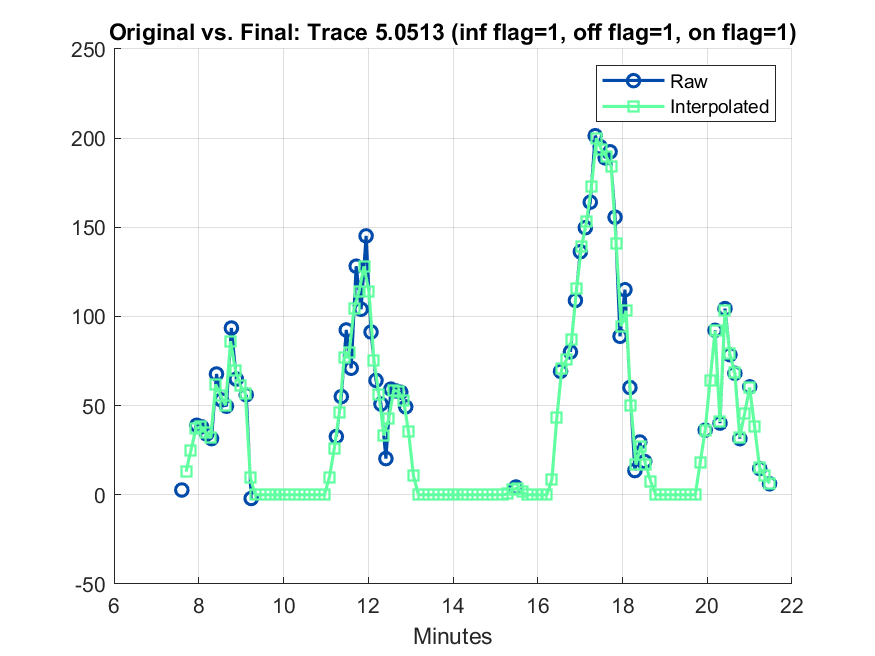 Original vs. Final: Trace 5.0513 (inf flag=1, off flag=1, on flag=1)
250
Raw
Interpolated
200
150
100
50
0
-50
6 8 10 12 14 16 18 20 22
Minutes